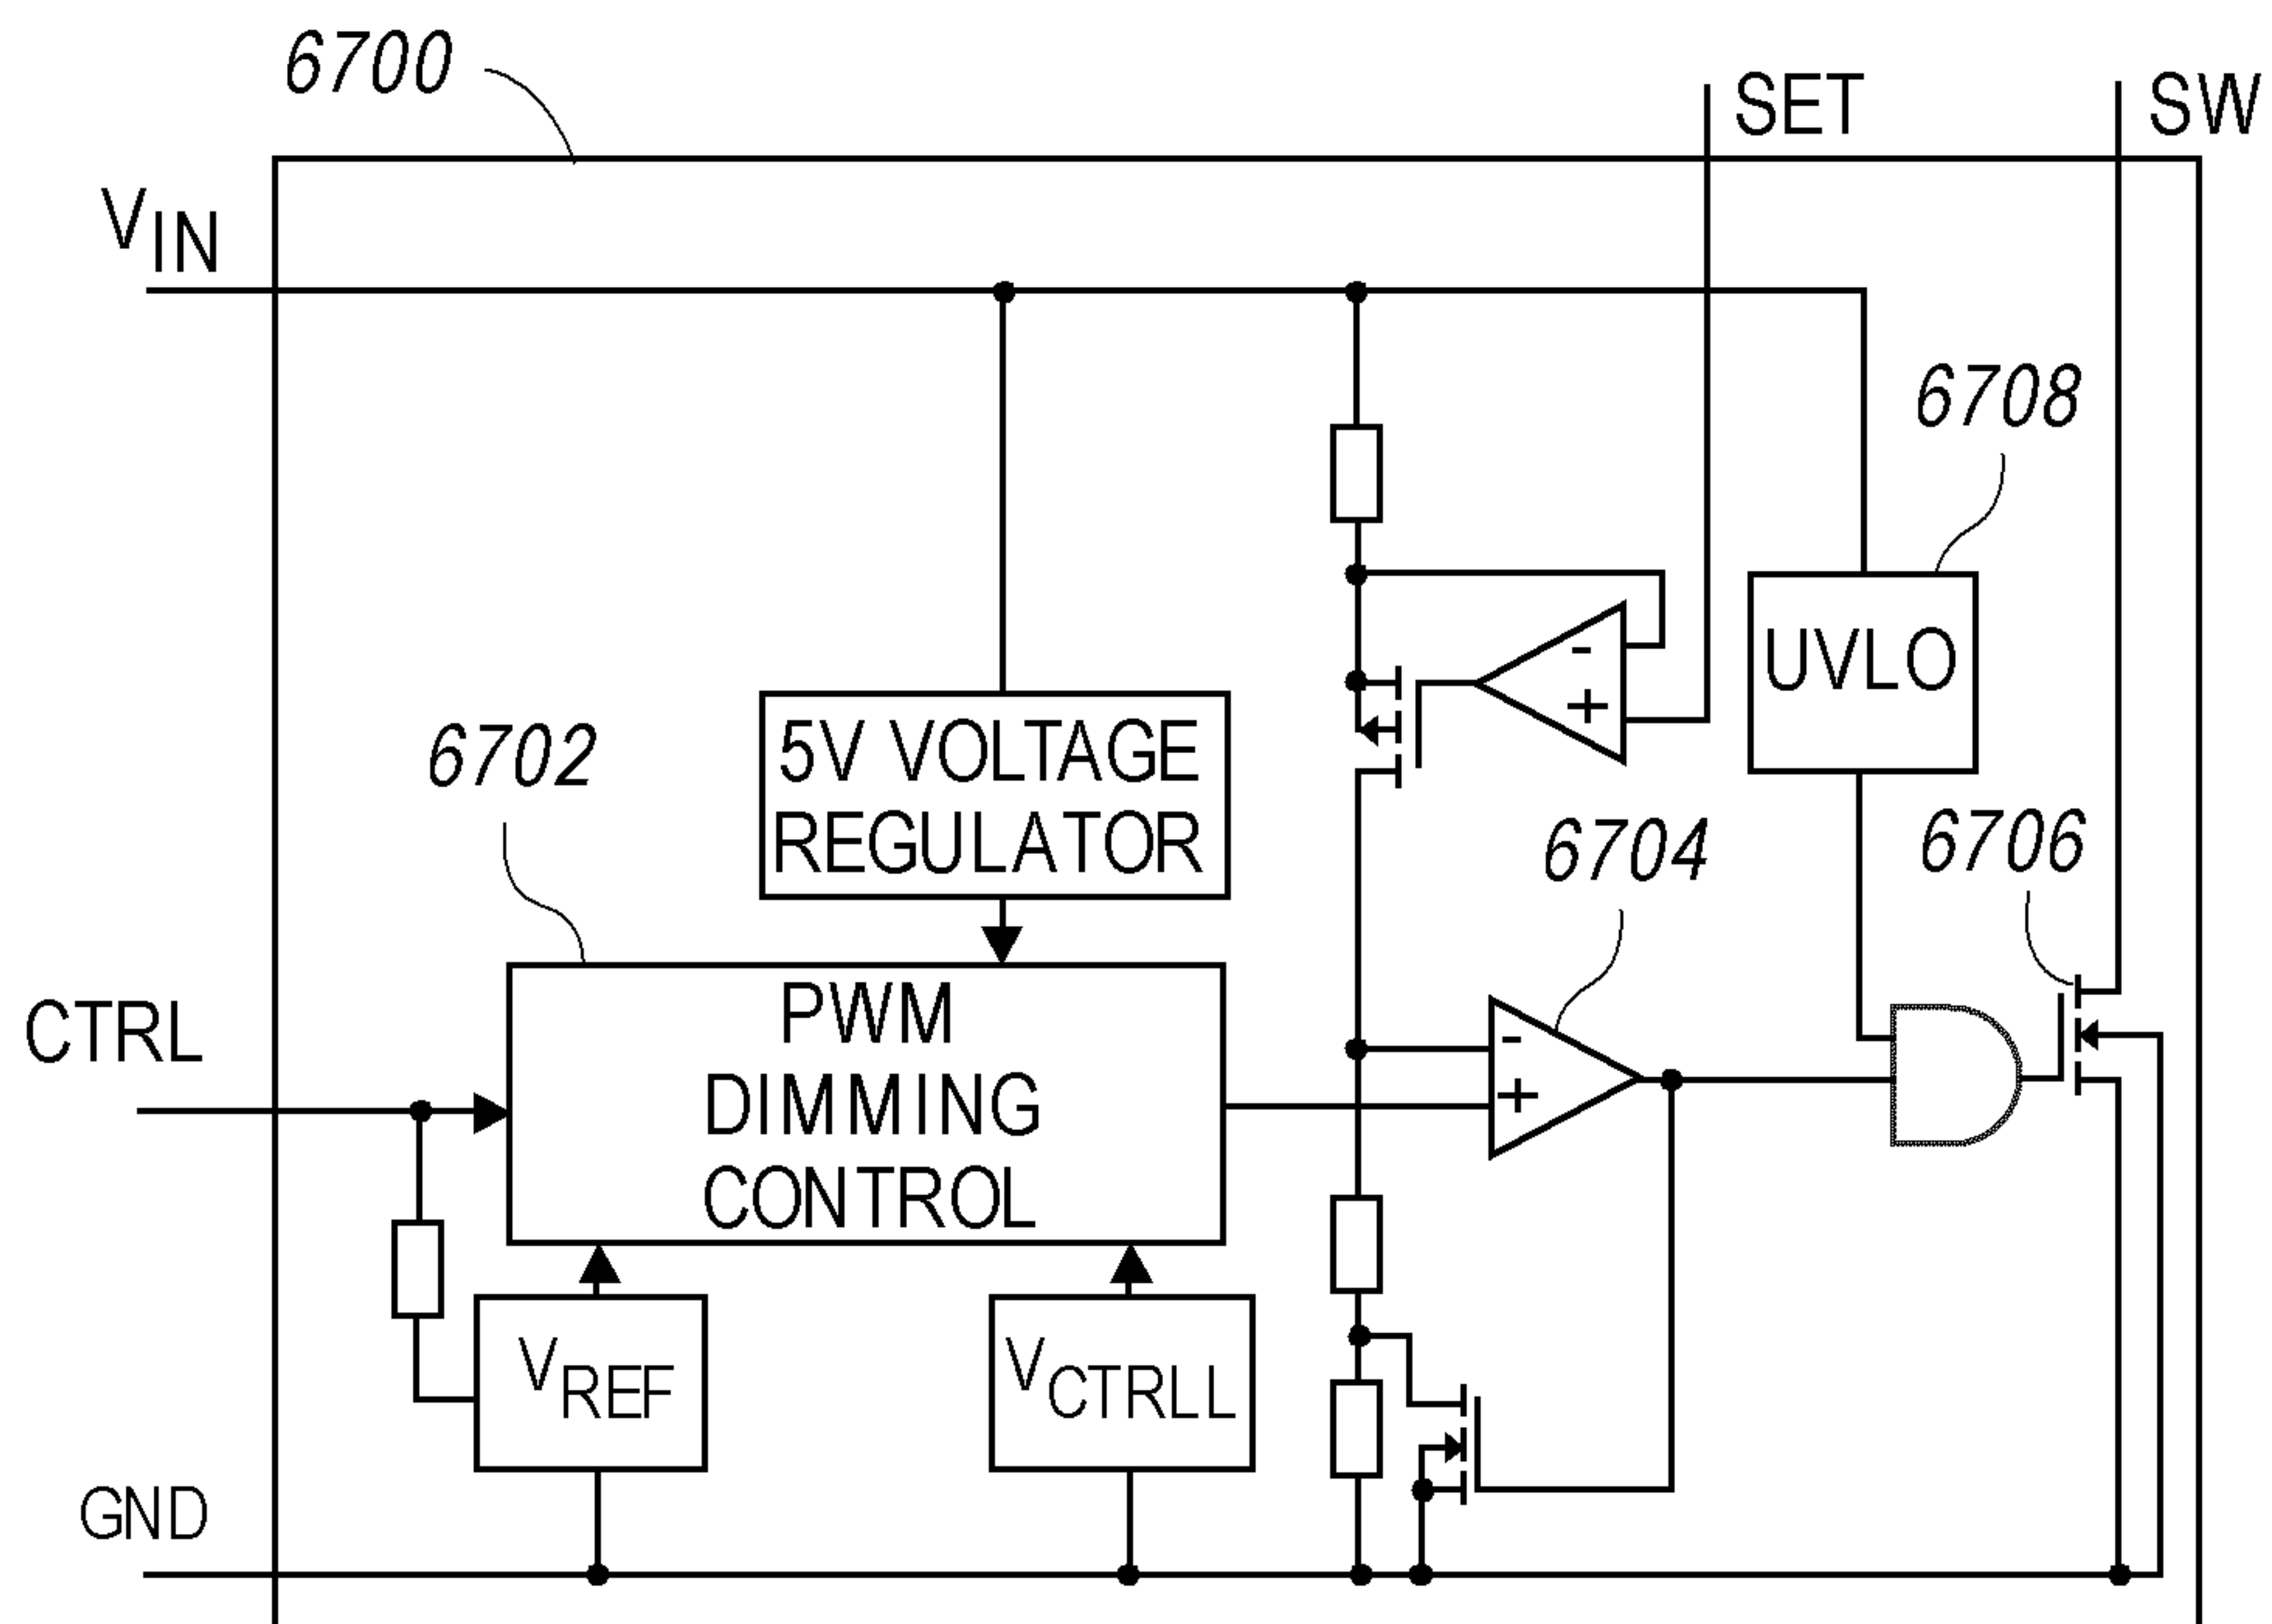 6700
SET
SW
VIN
6708
UVLO
5V VOLTAGE
REGULATOR
-
+
6702
6704
6706
CTRL
PWM
DIMMING
CONTROL
-
+
VREF
VCTRLL
GND